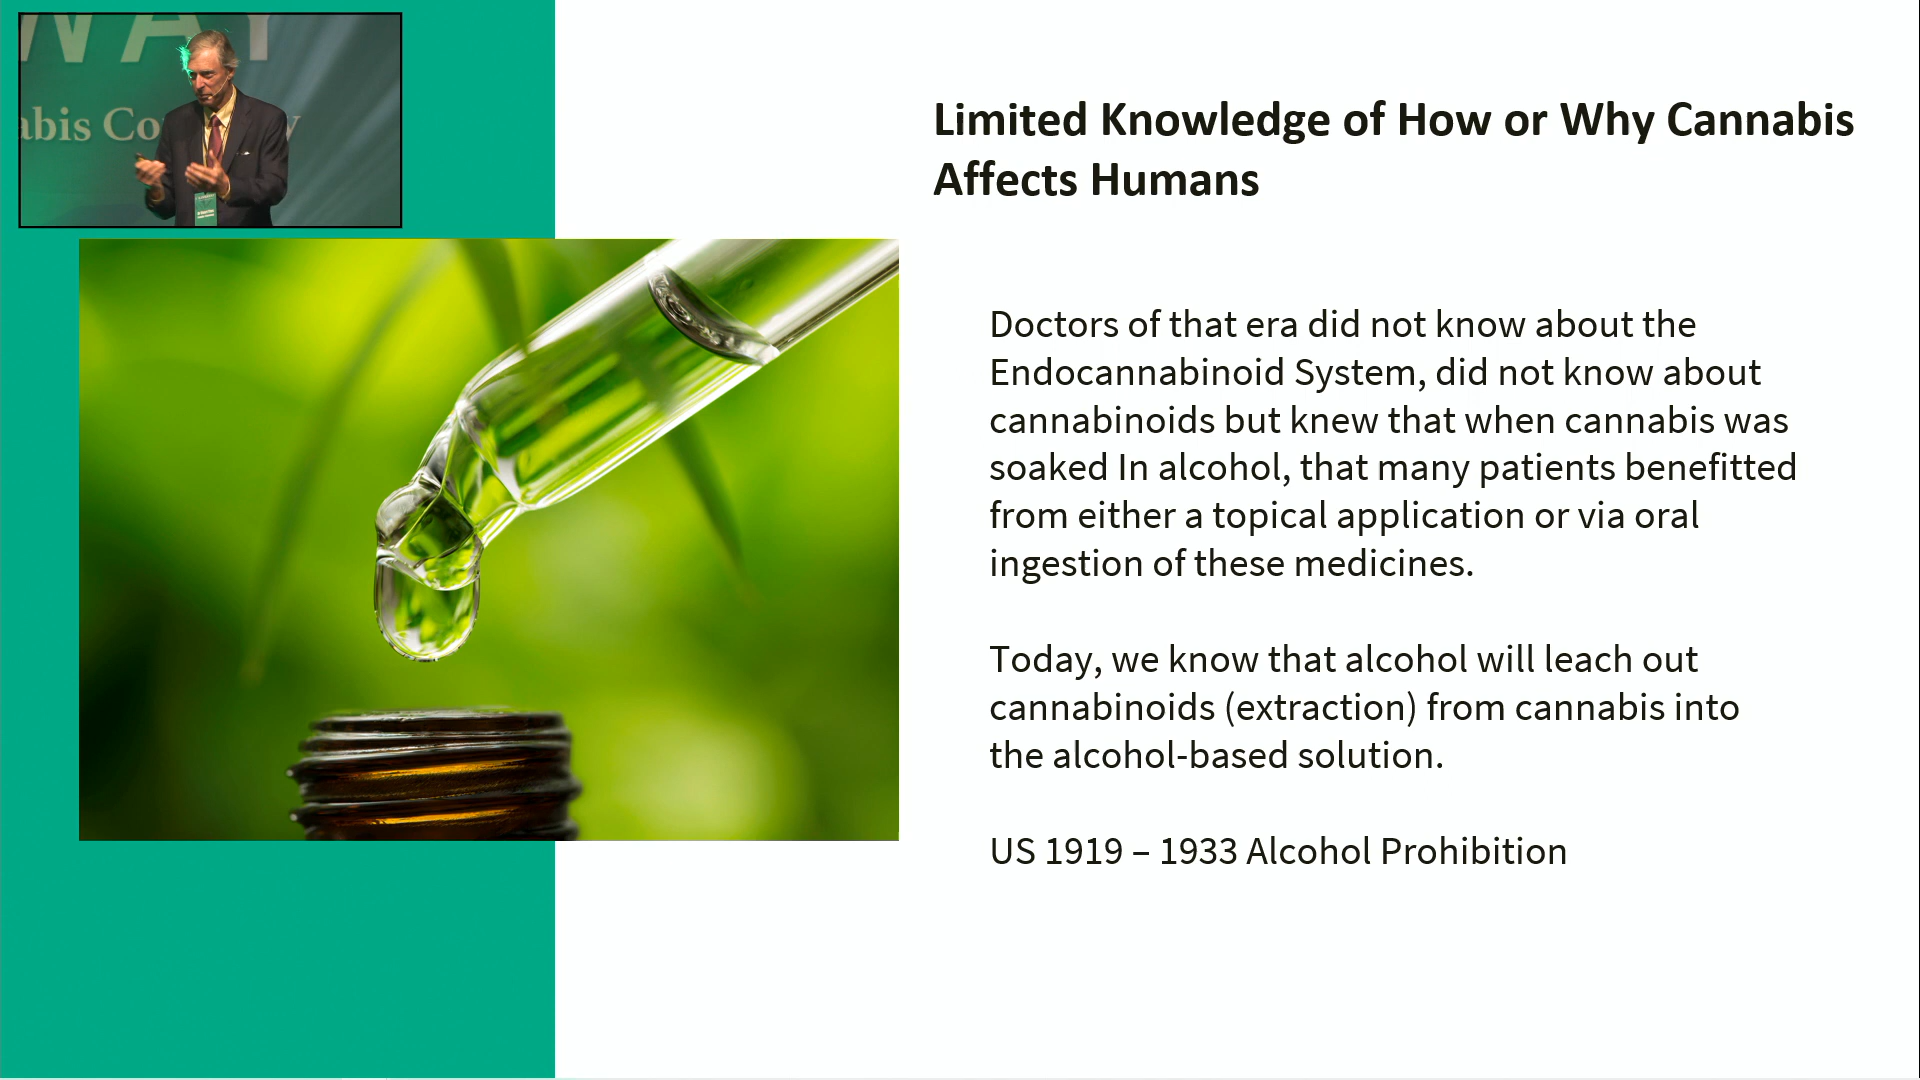 WAY
abis Co
y
Limited Knowledge of How or Why Cannabis
Affects Humans
Doctors of that era did not know about the
Endocannabinoid System, did not know about
cannabinoids but knew that when cannabis was
soaked In alcohol, that many patients benefitted
from either a topical application or via oral
ingestion of these medicines.
Today, we know that alcohol will leach out
cannabinoids (extraction) from cannabis into
the alcohol-based solution.
US 1919 – 1933 Alcohol Prohibition